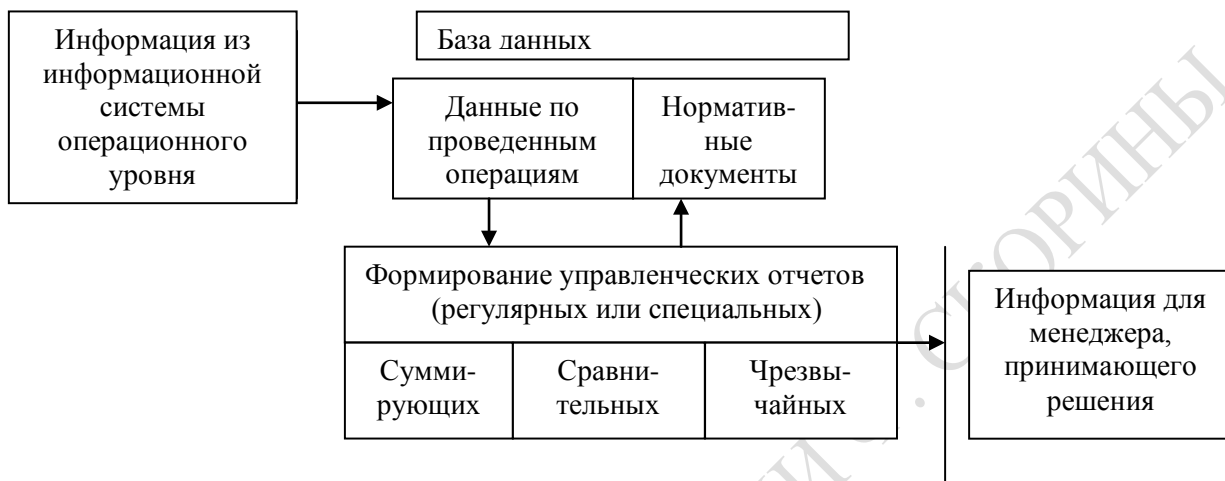 Информация из
информационной
системы
операционного
уровня
База данных
Данные по
проведенным
операциям
Норматив-
ные
документы
Формирование управленческих отчетов
(регулярных или специальных)
Сумми-
рующих
Сравни-
тельных
Чрезвы-
чайных
Информация для
менеджера,
принимающего
решения
СКОРИНЫ